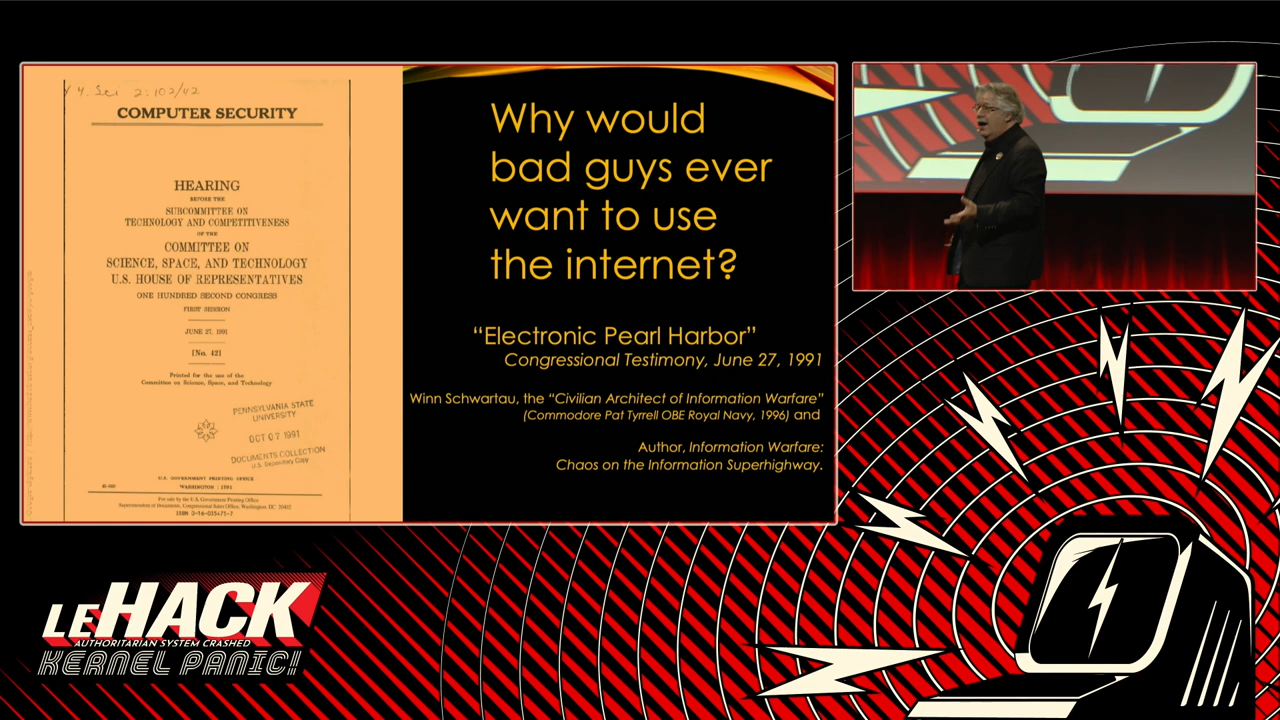 Y 4. Sci 2: 102/42
COMPUTER SECURITY
HEARING
BEFORE THE
SUBCOMMITTEE ON
TECHNOLOGY AND COMPETITIVENESS
OF THE
COMMITTEE ON
SCIENCE, SPACE, AND TECHNOLOGY
U.S. HOUSE OF REPRESENTATIVES
ONE HUNDRED SECOND CONGRESS
FIRST SESSION
JUNE 27, 1991
[No. 42]
Printed for the use of the
Committee on Science, Space, and Technology
PENNSYLVANIA STATE
UNIVERSITY
OCT 07 1991
DOCUMENTS COLLECTION
U.S. Depository Copy
U.S. GOVERNMENT PRINTING OFFICE
WASHINGTON : 1991
For sale by the U.S. Government Printing Office
Superintendent of Documents, Congressional Sales Office, Washington, DC 20402
ISBN 0-16-035471-7
Why would
bad guys ever
want to use
the internet?
“Electronic Pearl Harbor”
Congressional Testimony, June 27, 1991
Winn Schwartau, the “Civilian Architect of Information Warfare”
(Commodore Pat Tyrrell OBE Royal Navy, 1996) and
Author, Information Warfare:
Chaos on the Information Superhighway.
LEHACK
AUTHORITARIAN SYSTEM CRASHED
KERNEL PANIC!